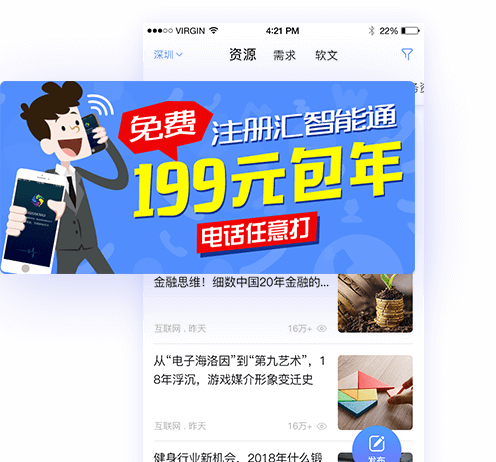 VIRGIN 4:21 PM 22%
深圳 资源 需求 软文
免费 注册汇智能通
199元包年
电话任意打
金融思维！细数中国20年金融的...
互联网 . 昨天 16万+
从“电子海洛因”到“第九艺术”，1
8年浮沉，游戏媒介形象变迁史
互联网 . 昨天 16万+
健身行业新机会，2018年什么锻
发布